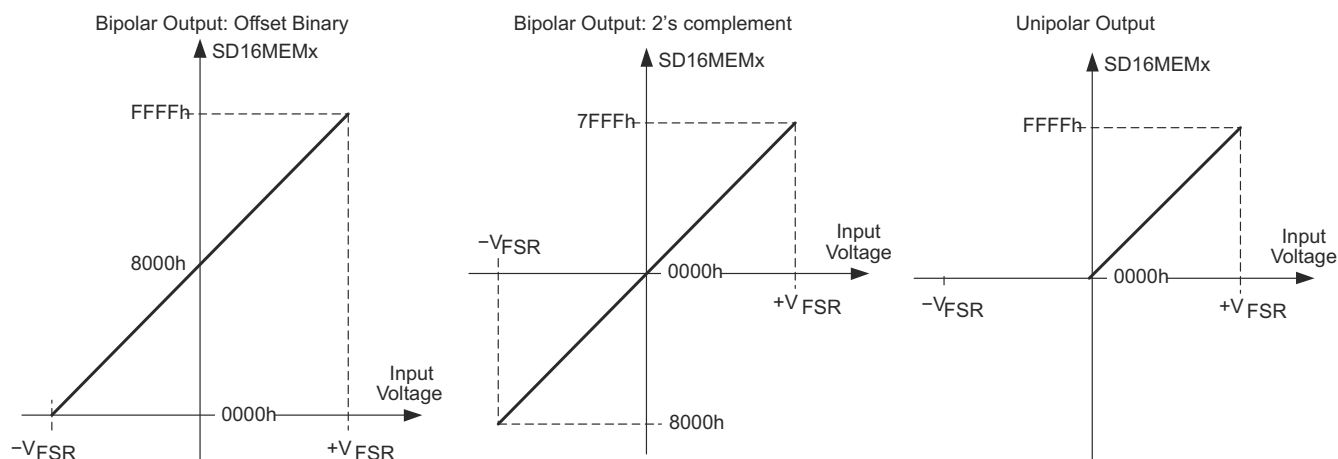 Bipolar Output: Offset Binary
SD16MEMx
FFFFh
8000h
Input
Voltage
0000h
−VFSR
+VFSR
Bipolar Output: 2's complement
SD16MEMx
7FFFh
−VFSR
Input
Voltage
0000h
+VFSR
8000h
Unipolar Output
SD16MEMx
FFFFh
Input
Voltage
0000h
−VFSR
+VFSR